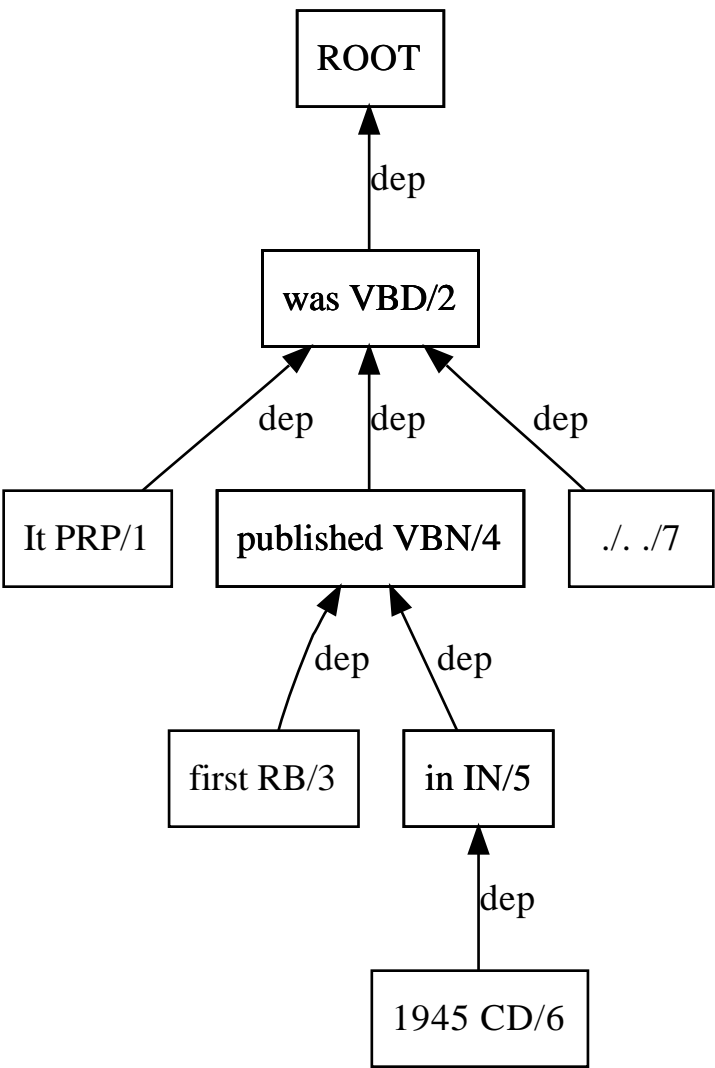 ROOT
dep
was VBD/2
dep dep dep
It PRP/1 published VBN/4 ./. ./7
dep dep
first RB/3 in IN/5
dep
1945 CD/6